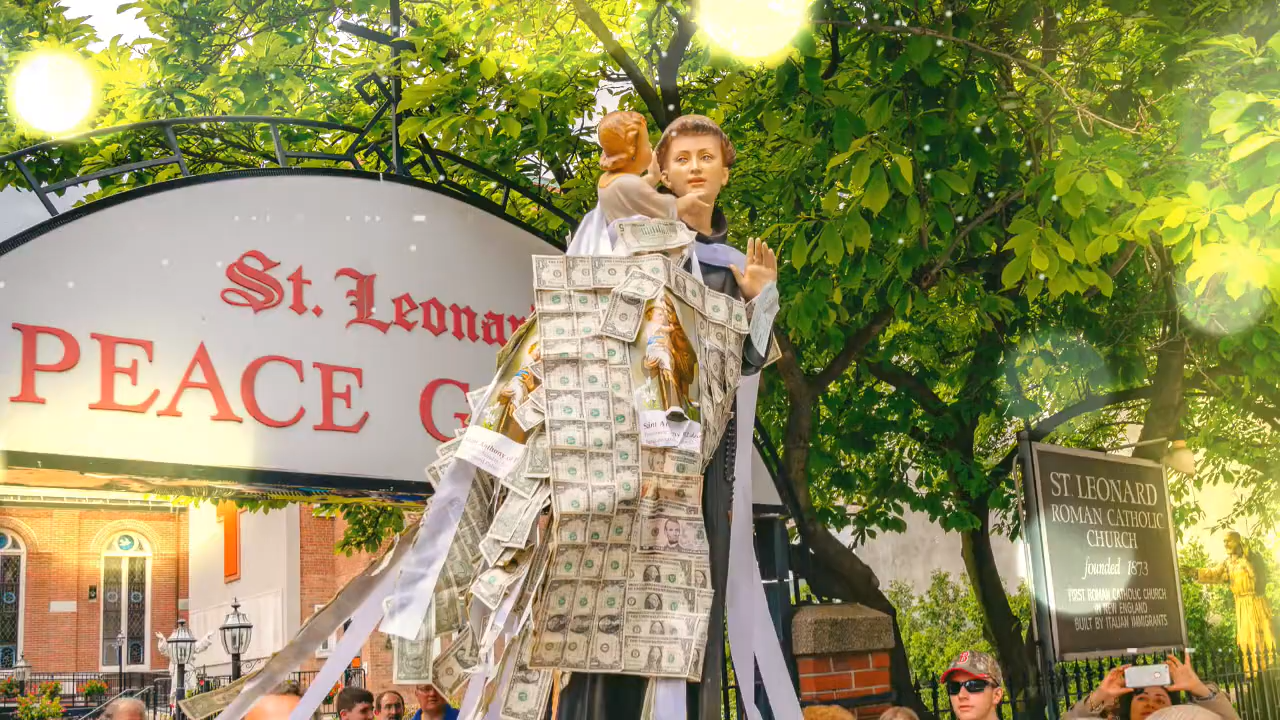 St. Leonar
PEACE G
ST. LEONARD
ROMAN CATHOLIC
CHURCH
founded 1873
FIRST ROMAN CATHOLIC CHURCH
IN NEW ENGLAND
BUILT BY ITALIAN IMMIGRANTS